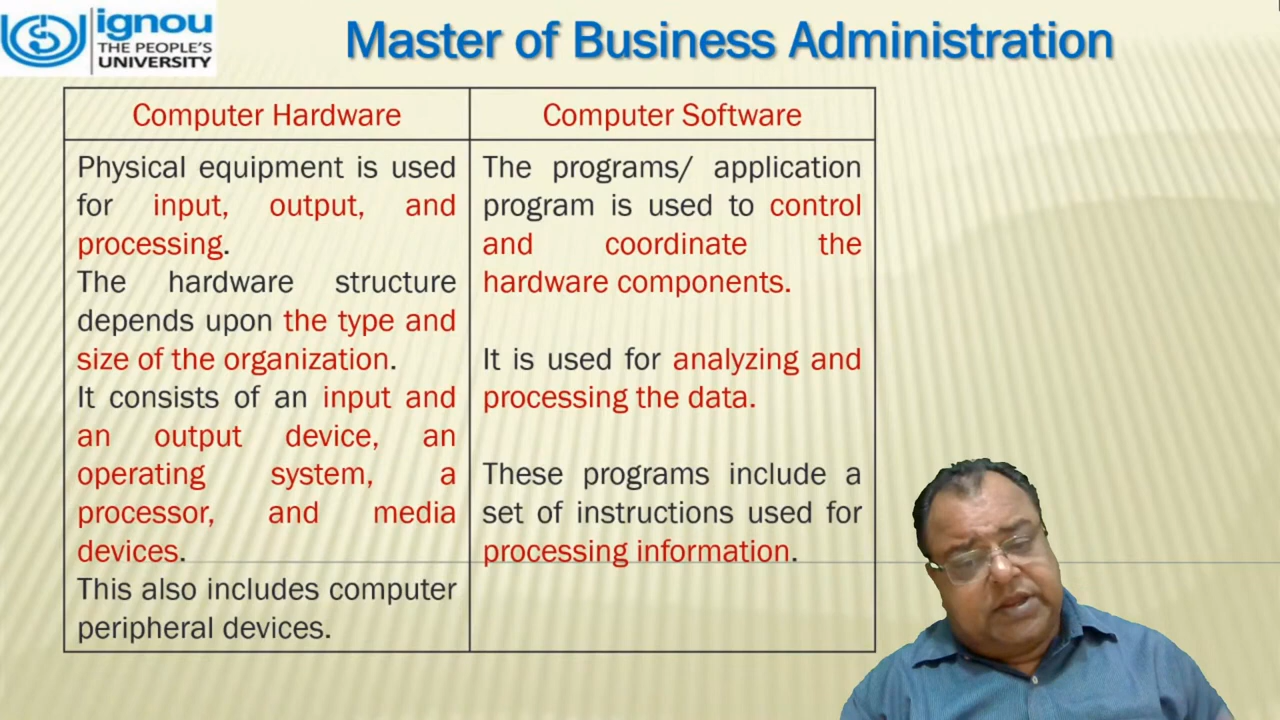 ignou
THE PEOPLE'S
UNIVERSITY
Master of Business Administration
Computer Hardware
Physical equipment is used
for input, output, and
processing.
The hardware structure
depends upon the type and
size of the organization.
It consists of an input and
an output device, an
operating system, a
processor, and media
devices.
This also includes computer
peripheral devices.
Computer Software
The programs/ application
program is used to control
and coordinate the
hardware components.
It is used for analyzing and
processing the data.
These programs include a
set of instructions used for
processing information.